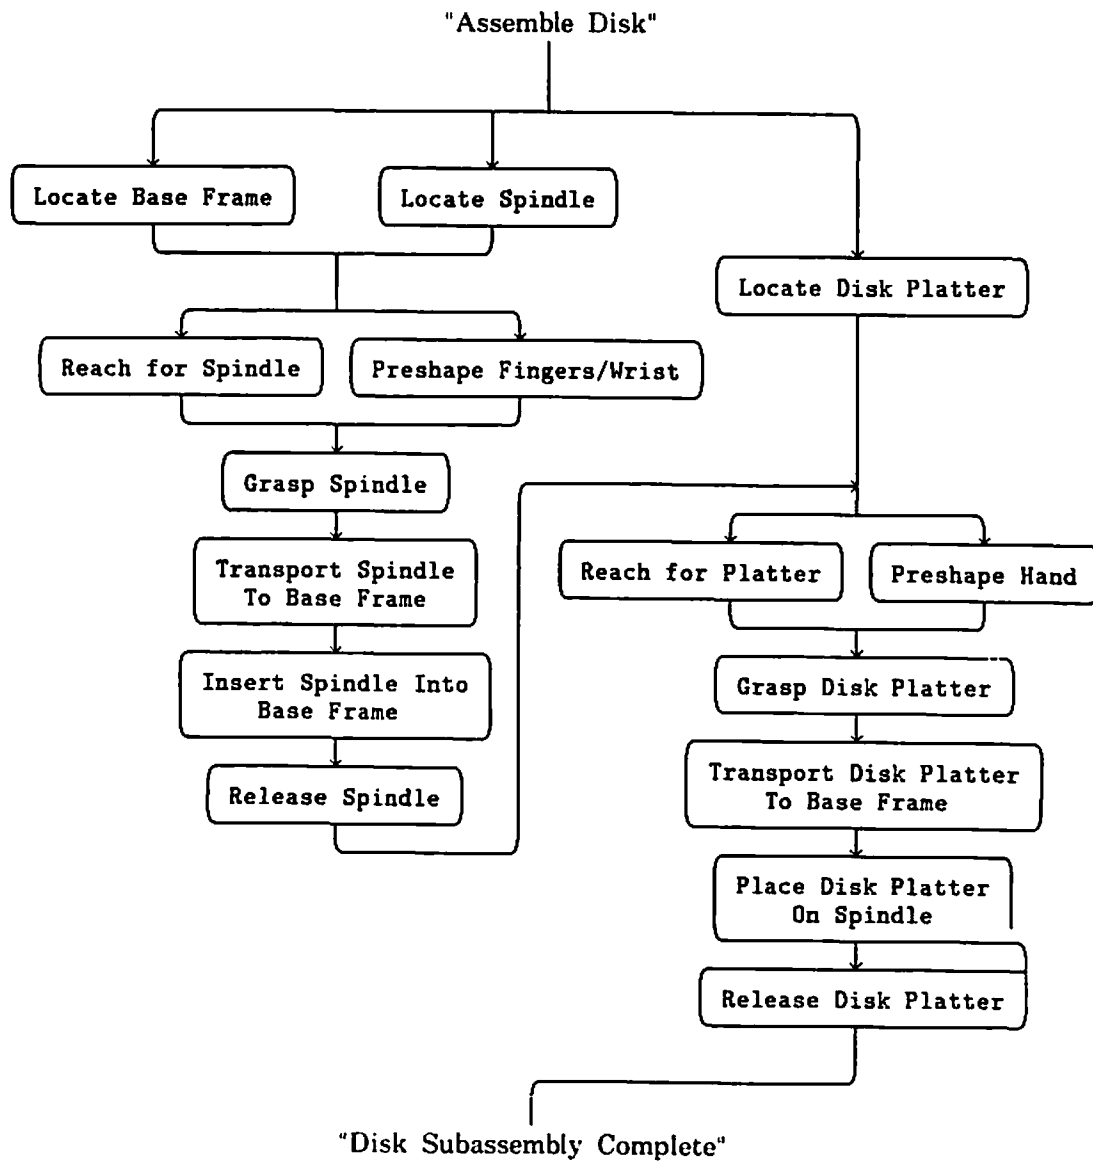 "Assemble Disk"
Locate Base Frame
Locate Spindle
Locate Disk Platter
Reach for Spindle
Preshape Fingers/Wrist
Grasp Spindle
Transport Spindle
To Base Frame
Insert Spindle Into
Base Frame
Release Spindle
Reach for Platter
Preshape Hand
Grasp Disk Platter
Transport Disk Platter
To Base Frame
Place Disk Platter
On Spindle
Release Disk Platter
"Disk Subassembly Complete"